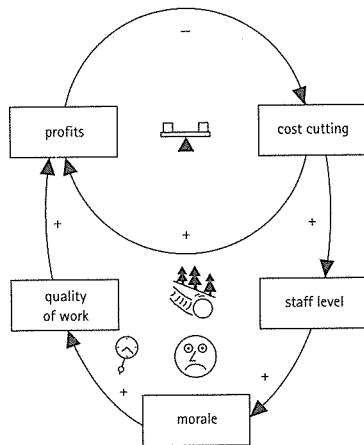 −
profits
cost cutting
+
+
+
quality
of work
staff level
+
+
morale